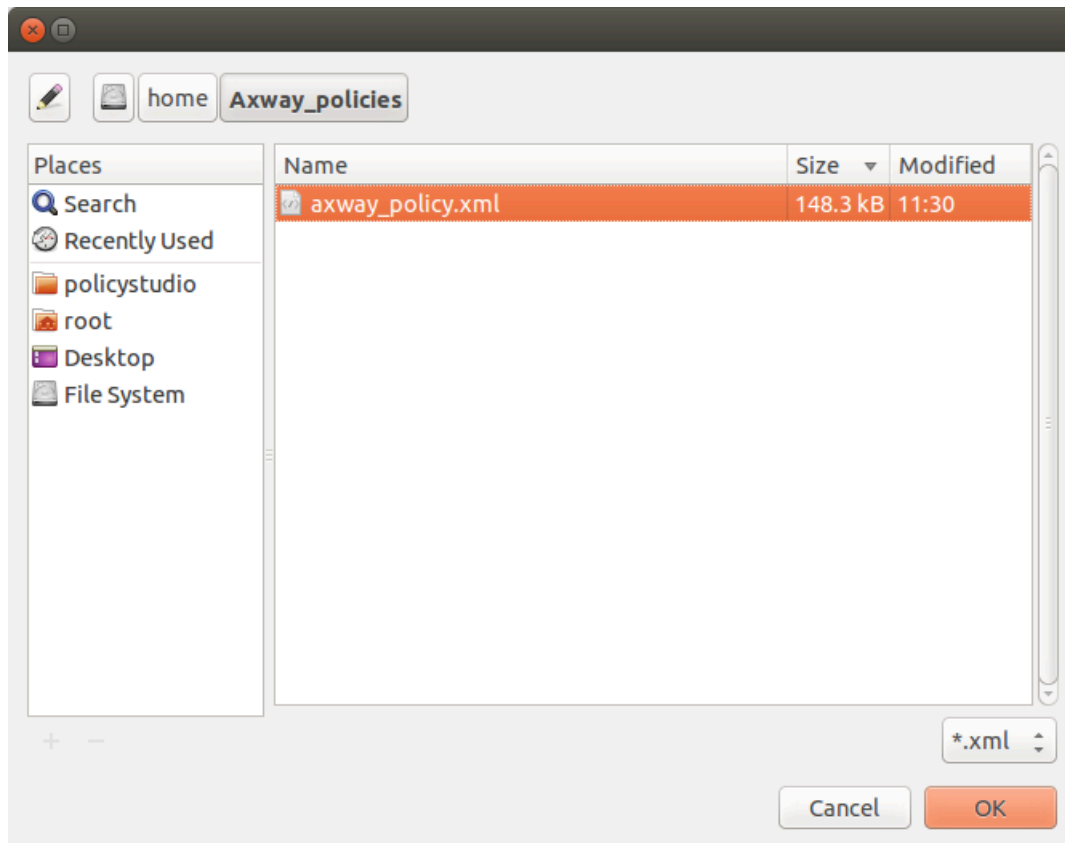 home Axway_policies
Places
Name Size Modified
Search
axway_policy.xml 148.3 kB 11:30
Recently Used
policystudio
root
Desktop
File System
*.xml
Cancel OK